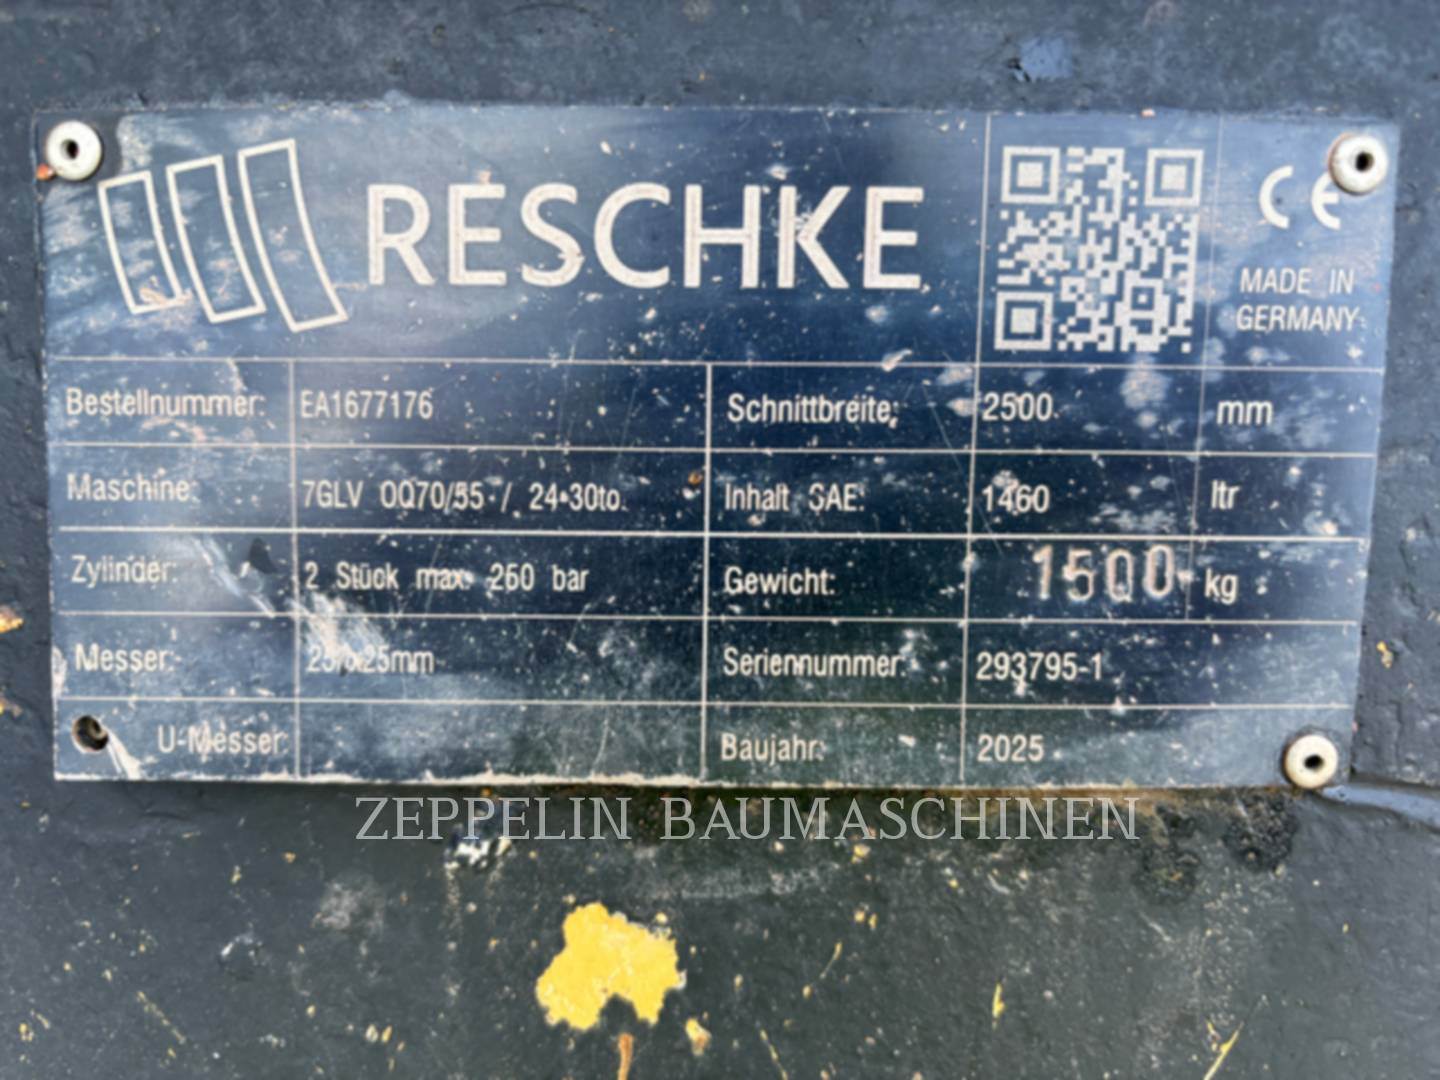 RESCHKE
CE
MADE IN
GERMANY
Bestellnummer: EA1677176 Schnittbreite: 2500 mm
Maschine: 7GLV OQ70/55 / 24-30to. Inhalt SAE: 1460 ltr
Zylinder: 2 Stück max. 260 bar Gewicht: 1500 kg
Messer: Seriennummer: 293795-1
U-Messer: Baujahr: 2025
ZEPPELIN BAUMASCHINEN